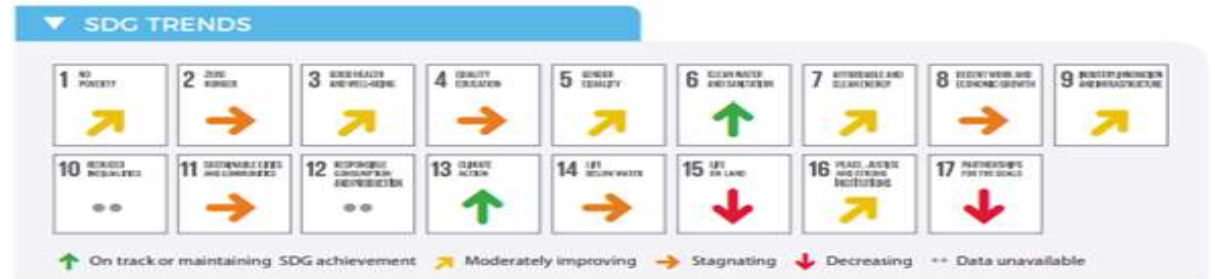 SDG TRENDS
1 NO POVERTY
2 ZERO HUNGER
3 GOOD HEALTH AND WELL-BEING
4 QUALITY EDUCATION
5 GENDER EQUALITY
6 CLEAN WATER AND SANITATION
7 AFFORDABLE AND CLEAN ENERGY
8 DECENT WORK AND ECONOMIC GROWTH
9 INDUSTRY, INNOVATION AND INFRASTRUCTURE
10 REDUCED INEQUALITIES
11 SUSTAINABLE CITIES AND COMMUNITIES
12 RESPONSIBLE CONSUMPTION AND PRODUCTION
13 CLIMATE ACTION
14 LIFE BELOW WATER
15 LIFE ON LAND
16 PEACE, JUSTICE AND STRONG INSTITUTIONS
17 PARTNERSHIPS FOR THE GOALS
On track or maintaining SDG achievement Moderately improving Stagnating Decreasing Data unavailable